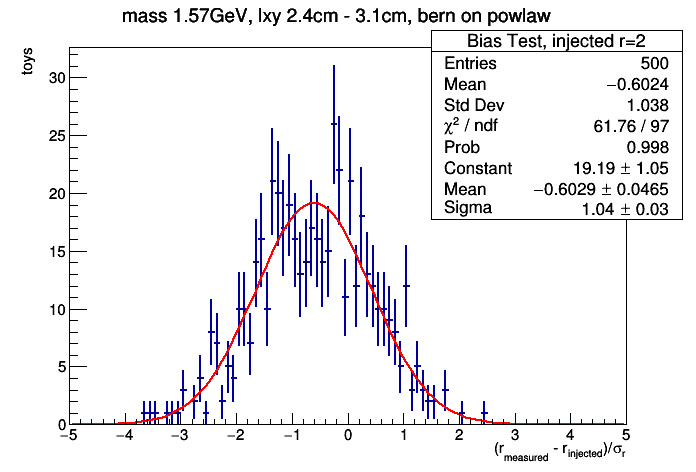 mass 1.57GeV, lxy 2.4cm - 3.1cm, bern on powlaw
toys
Bias Test, injected r=2
Entries 500
Mean −0.6024
Std Dev 1.038
χ² / ndf 61.76 / 97
Prob 0.998
Constant 19.19 ± 1.05
Mean −0.6029 ± 0.0465
Sigma 1.04 ± 0.03
30
25
20
15
10
5
0
−5 −4 −3 −2 −1 0 1 2 3 4 5
(r_measured - r_injected)/σ_r